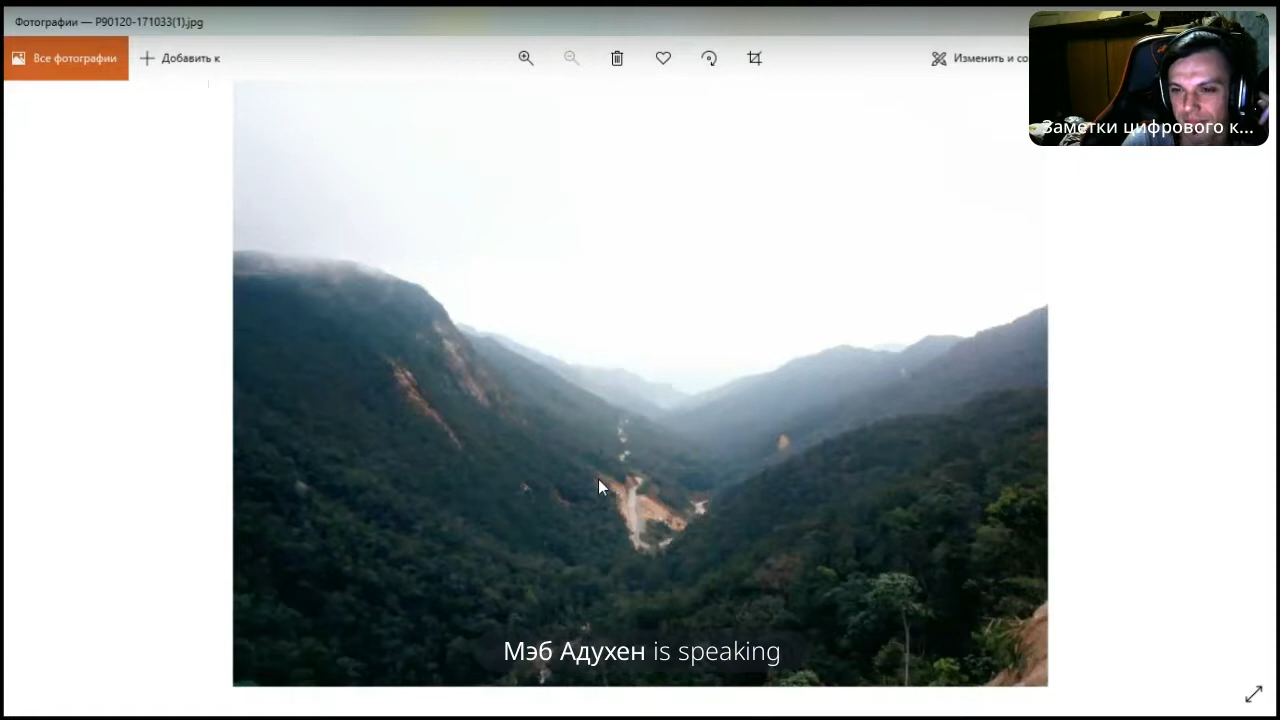 Фотографии — P90120-171033(1).jpg
Все фотографии
Добавить к
Изменить и со
Заметки цифрового к...
Мэб Адухен is speaking